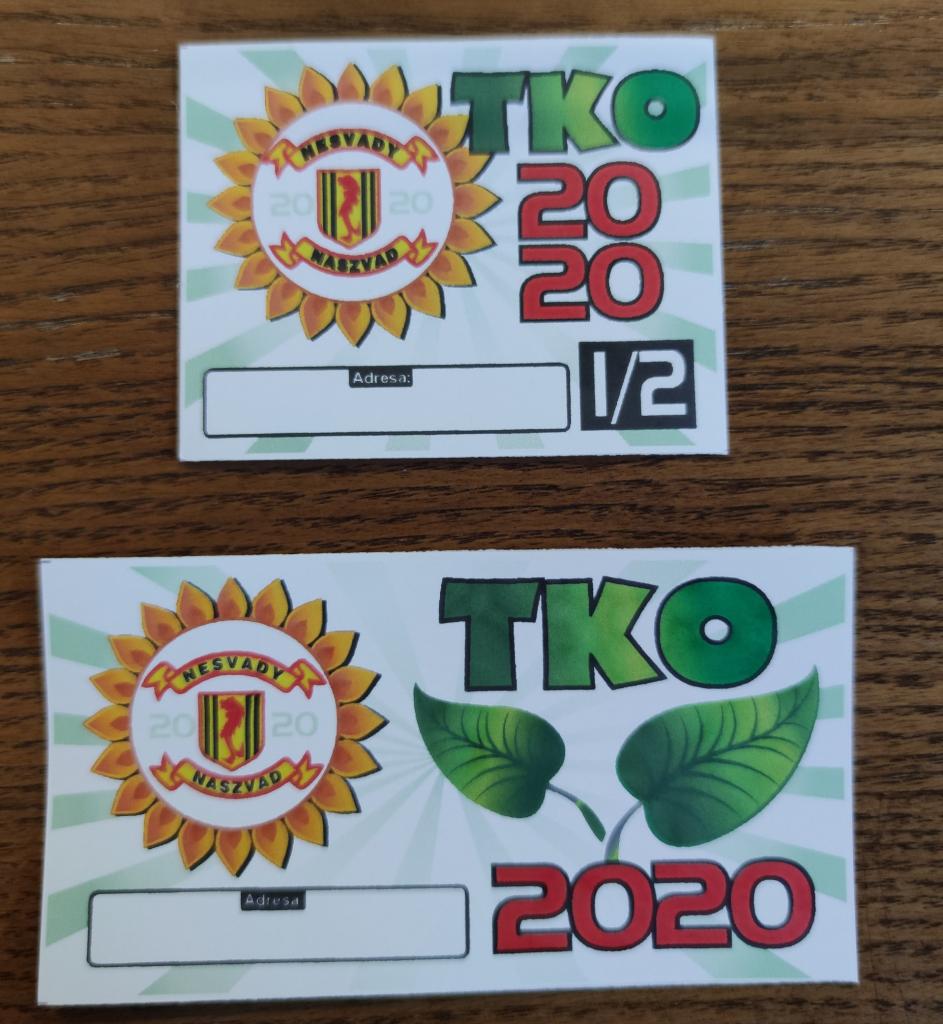 TKO
NESVADY
20 20
NASZVAD
20
20
Adresa:
1/2
TKO
NESVADY
20 20
NASZVAD
2020
Adresa